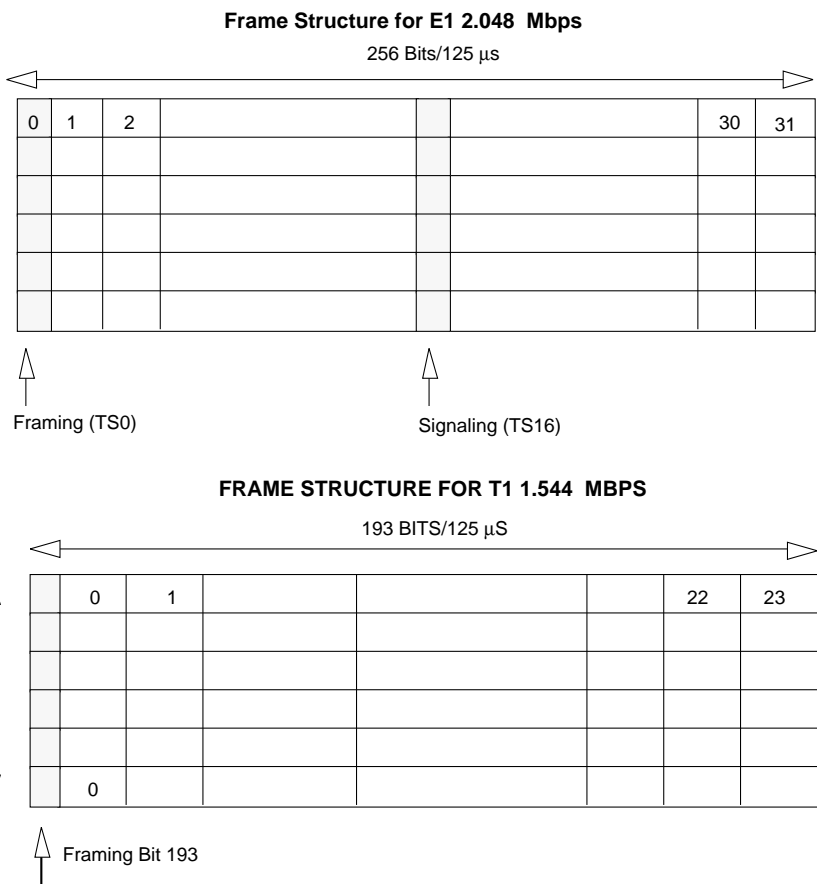 Frame Structure for E1 2.048 Mbps
256 Bits/125 μs
0 1 2 30 31
Framing (TS0) Signaling (TS16)
FRAME STRUCTURE FOR T1 1.544 MBPS
193 BITS/125 μS
0 1 22 23
0
Framing Bit 193